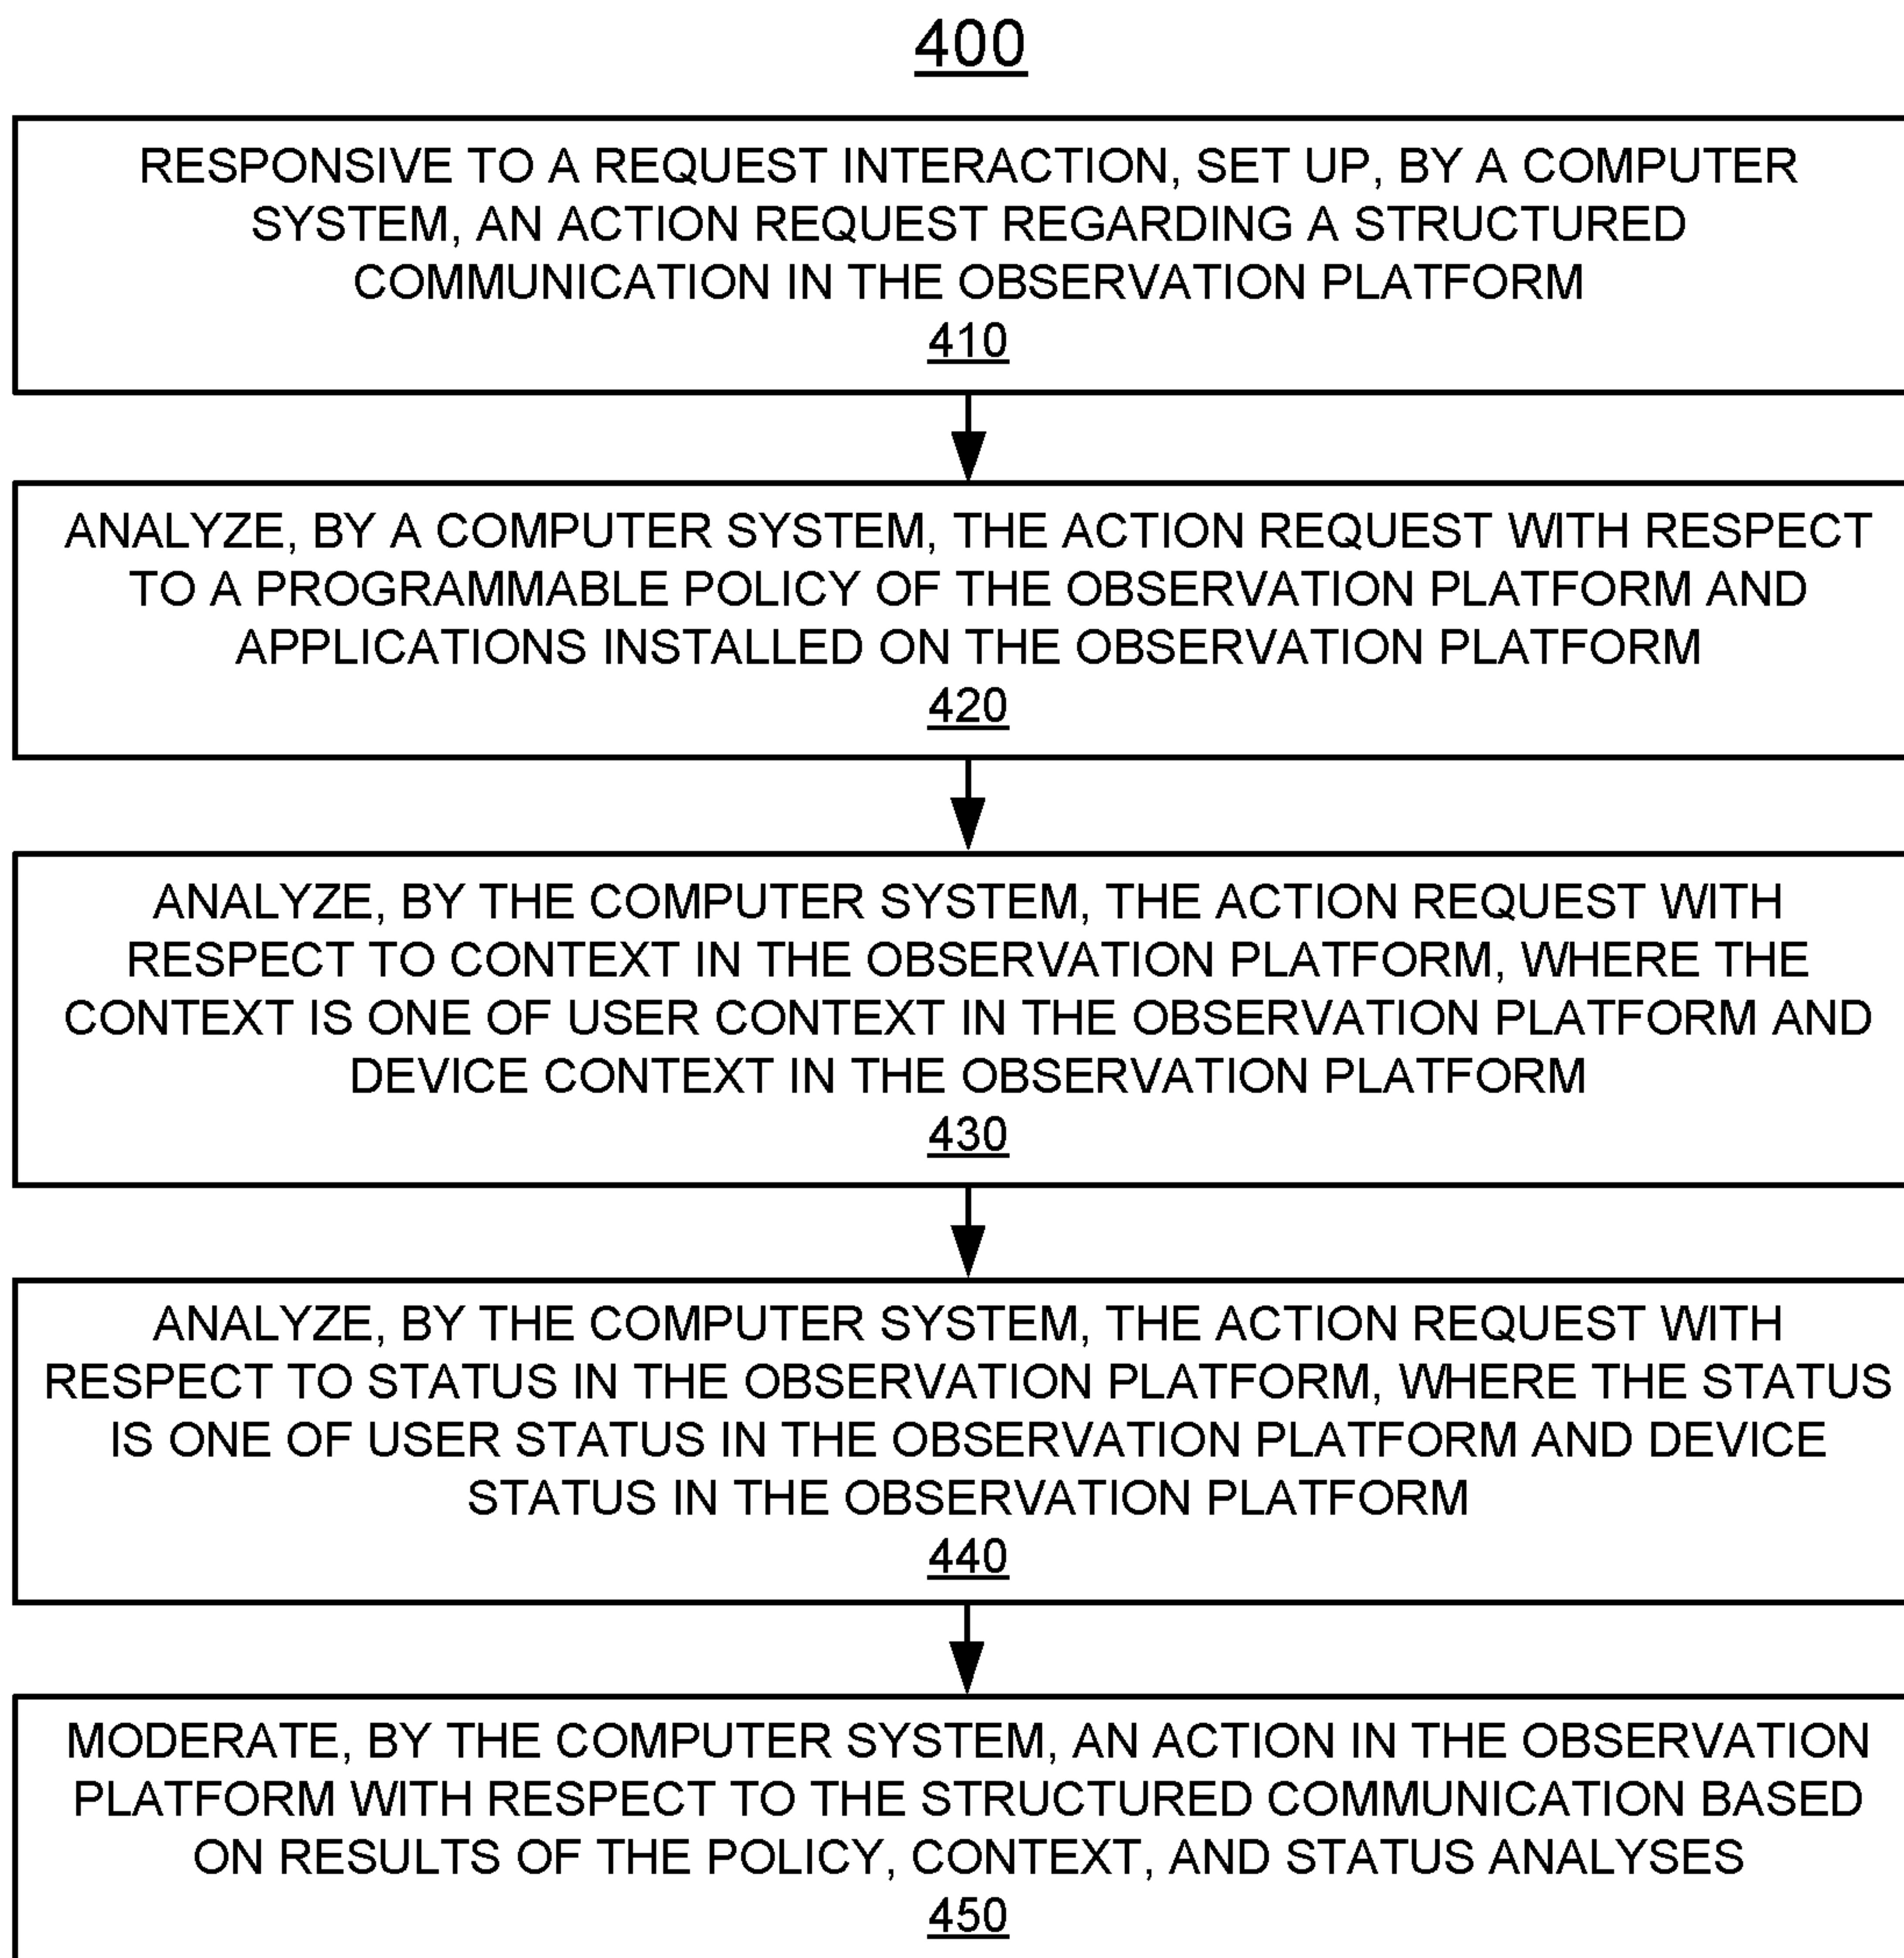 400
RESPONSIVE TO A REQUEST INTERACTION, SET UP, BY A COMPUTER
SYSTEM, AN ACTION REQUEST REGARDING A STRUCTURED
COMMUNICATION IN THE OBSERVATION PLATFORM
410
ANALYZE, BY A COMPUTER SYSTEM, THE ACTION REQUEST WITH RESPECT
TO A PROGRAMMABLE POLICY OF THE OBSERVATION PLATFORM AND
APPLICATIONS INSTALLED ON THE OBSERVATION PLATFORM
420
ANALYZE, BY THE COMPUTER SYSTEM, THE ACTION REQUEST WITH
RESPECT TO CONTEXT IN THE OBSERVATION PLATFORM, WHERE THE
CONTEXT IS ONE OF USER CONTEXT IN THE OBSERVATION PLATFORM AND
DEVICE CONTEXT IN THE OBSERVATION PLATFORM
430
ANALYZE, BY THE COMPUTER SYSTEM, THE ACTION REQUEST WITH
RESPECT TO STATUS IN THE OBSERVATION PLATFORM, WHERE THE STATUS
IS ONE OF USER STATUS IN THE OBSERVATION PLATFORM AND DEVICE
STATUS IN THE OBSERVATION PLATFORM
440
MODERATE, BY THE COMPUTER SYSTEM, AN ACTION IN THE OBSERVATION
PLATFORM WITH RESPECT TO THE STRUCTURED COMMUNICATION BASED
ON RESULTS OF THE POLICY, CONTEXT, AND STATUS ANALYSES
450